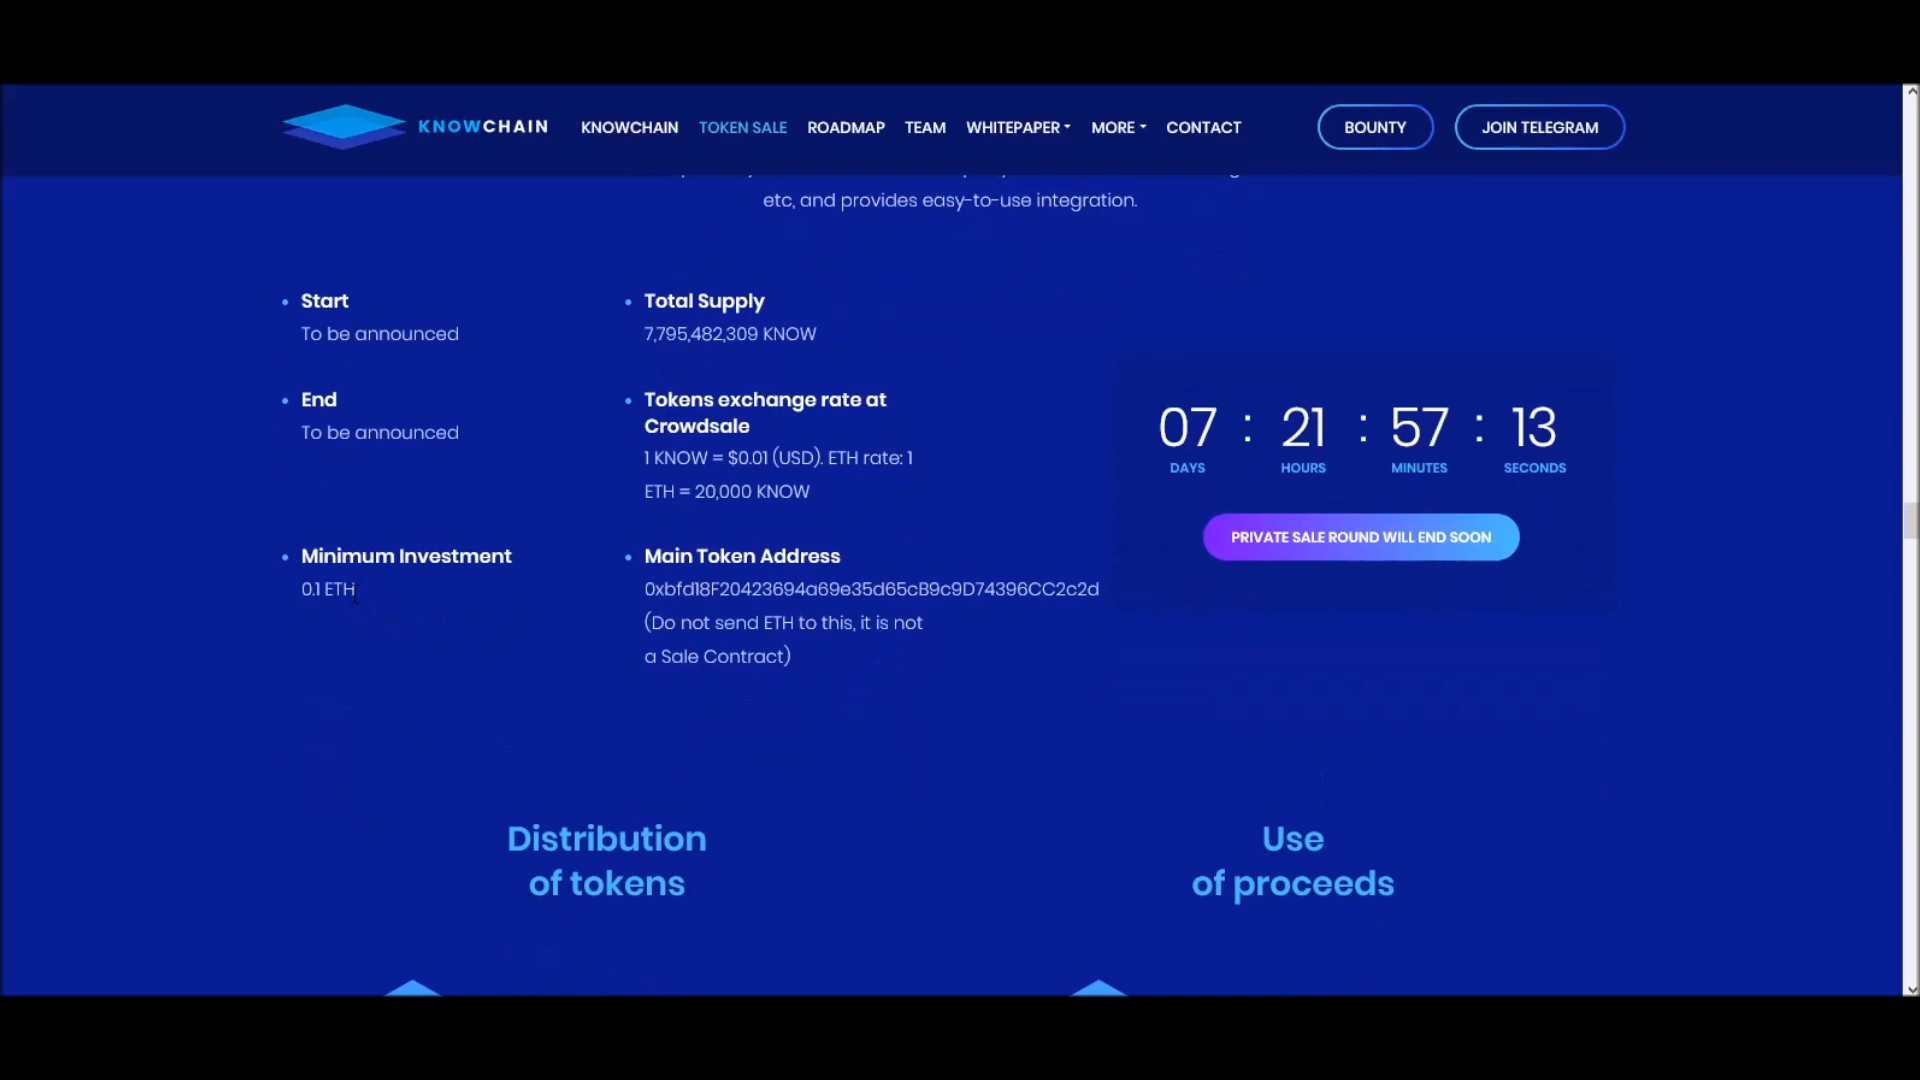 KNOWCHAIN
KNOWCHAIN
TOKEN SALE
ROADMAP
TEAM
WHITEPAPER
MORE
CONTACT
BOUNTY
JOIN TELEGRAM
etc, and provides easy-to-use integration.
Start
To be announced
Total Supply
7,795,482,309 KNOW
End
To be announced
Tokens exchange rate at
Crowdsale
1 KNOW = $0.01 (USD). ETH rate: 1
ETH = 20,000 KNOW
Minimum Investment
0.1 ETH
Main Token Address
0xbfd18F20423694a69e35d65cB9c9D74396CC2c2d
(Do not send ETH to this, it is not
a Sale Contract)
07 : 21 : 57 : 13
DAYS HOURS MINUTES SECONDS
PRIVATE SALE ROUND WILL END SOON
Distribution
of tokens
Use
of proceeds